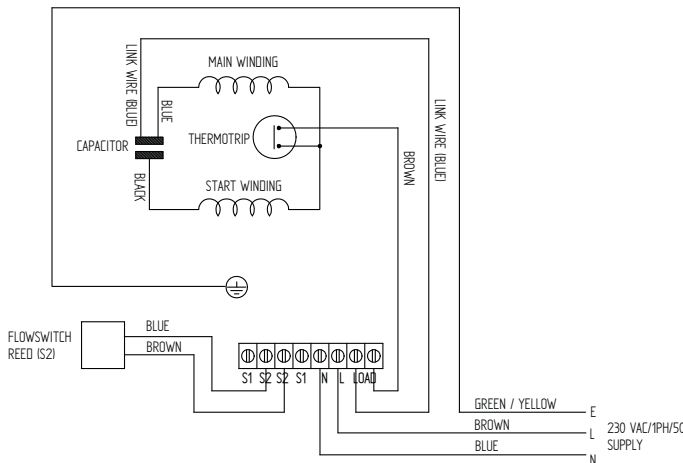 MAIN WINDING
LINK WIRE (BLUE)
BLUE
CAPACITOR
THERMOTRIP
BLACK
START WINDING
BROWN
LINK WIRE (BLUE)
FLOWSWITCH
REED (S2)
BLUE
BROWN
S1 S2 S2 S1 N L LOAD
GREEN / YELLOW
E
BROWN
L
230 VAC/1PH/50
SUPPLY
BLUE
N